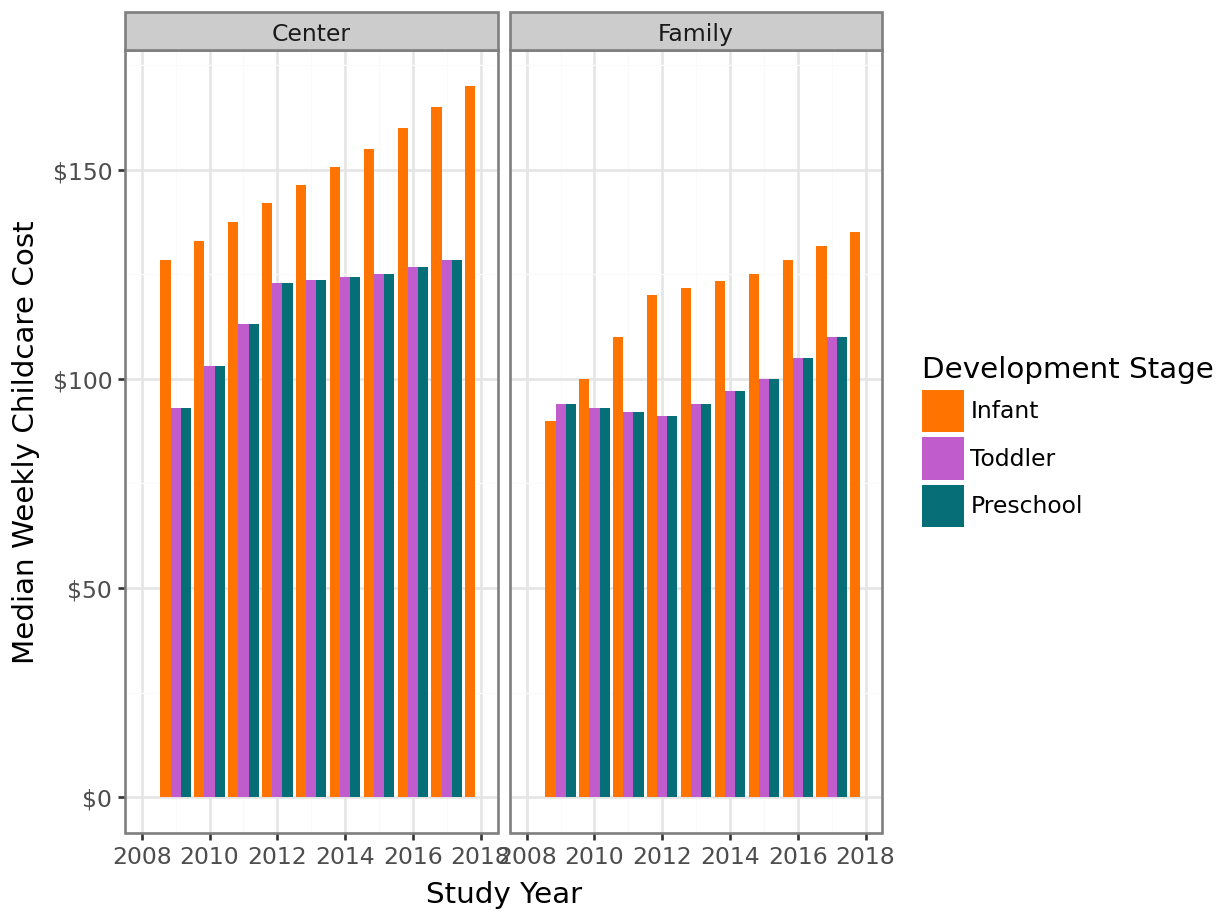 Center
Family
Median Weekly Childcare Cost
$150
$100
$50
$0
2008 2010 2012 2014 2016 2018
2008 2010 2012 2014 2016 2018
Study Year
Development Stage
Infant
Toddler
Preschool